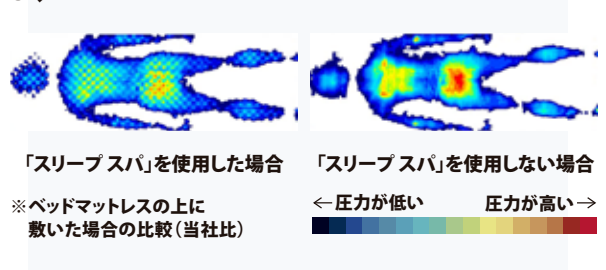 「スリープ スパ」を使用した場合
「スリープ スパ」を使用しない場合
※ベッドマットレスの上に
敷いた場合の比較（当社比）
←圧力が低い 圧力が高い→